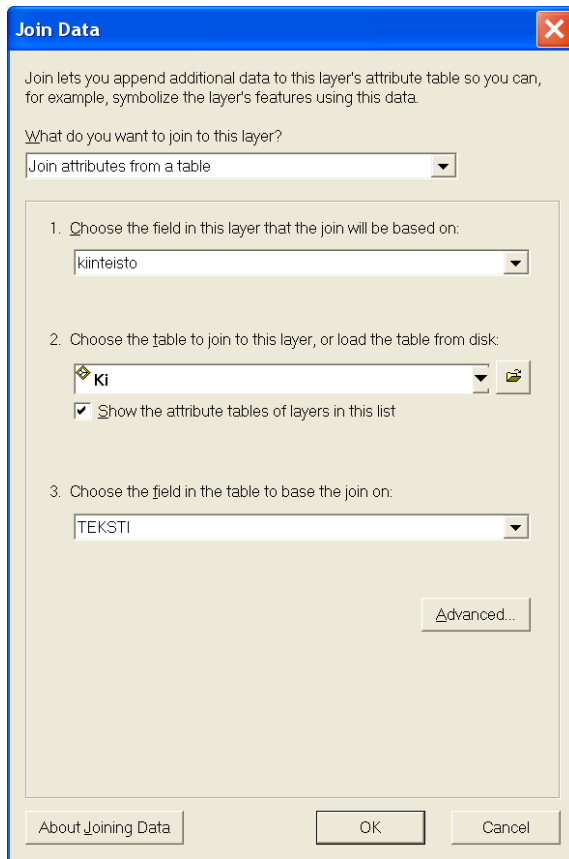 Join Data
Join lets you append additional data to this layer's attribute table so you can,
for example, symbolize the layer's features using this data.
What do you want to join to this layer?
Join attributes from a table
1. Choose the field in this layer that the join will be based on:
kiinteisto
2. Choose the table to join to this layer, or load the table from disk:
Ki
Show the attribute tables of layers in this list
3. Choose the field in the table to base the join on:
TEKSTI
Advanced...
About Joining Data
OK
Cancel